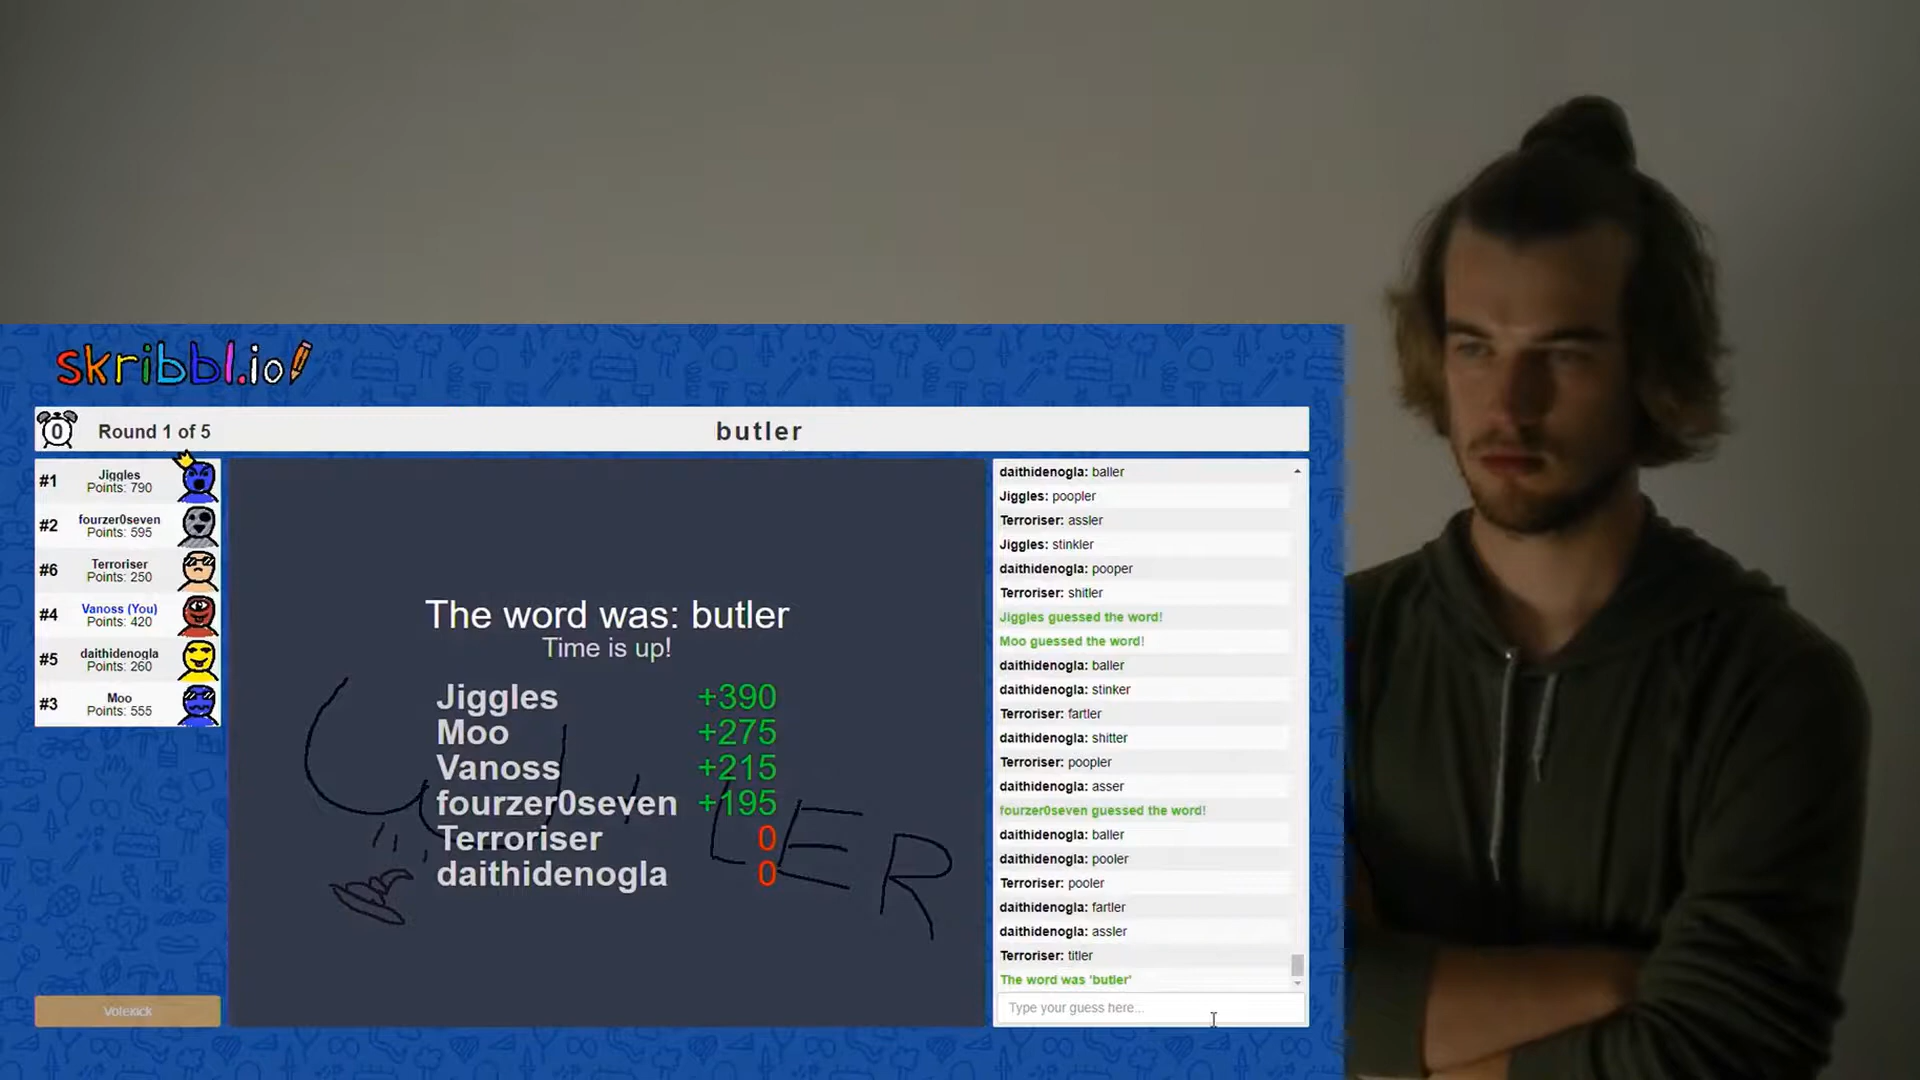 skribbl.io
0
Round 1 of 5
butler
#1
Jiggles
Points: 790
#2
fourzer0seven
Points: 595
#6
Terroriser
Points: 250
#4
Vanoss (You)
Points: 420
#5
daithidenogla
Points: 260
#3
Moo
Points: 555
Votekick
The word was: butler
Time is up!
Jiggles +390
Moo +275
Vanoss +215
fourzer0seven +195
Terroriser 0
daithidenogla 0
LER
daithidenogla: baller
Jiggles: poopler
Terroriser: assler
Jiggles: stinkler
daithidenogla: pooper
Terroriser: shitler
Jiggles guessed the word!
Moo guessed the word!
daithidenogla: baller
daithidenogla: stinker
Terroriser: fartler
daithidenogla: shitter
Terroriser: poopler
daithidenogla: asser
fourzer0seven guessed the word!
daithidenogla: baller
daithidenogla: pooler
Terroriser: pooler
daithidenogla: fartler
daithidenogla: assler
Terroriser: titler
The word was 'butler'
Type your guess here...